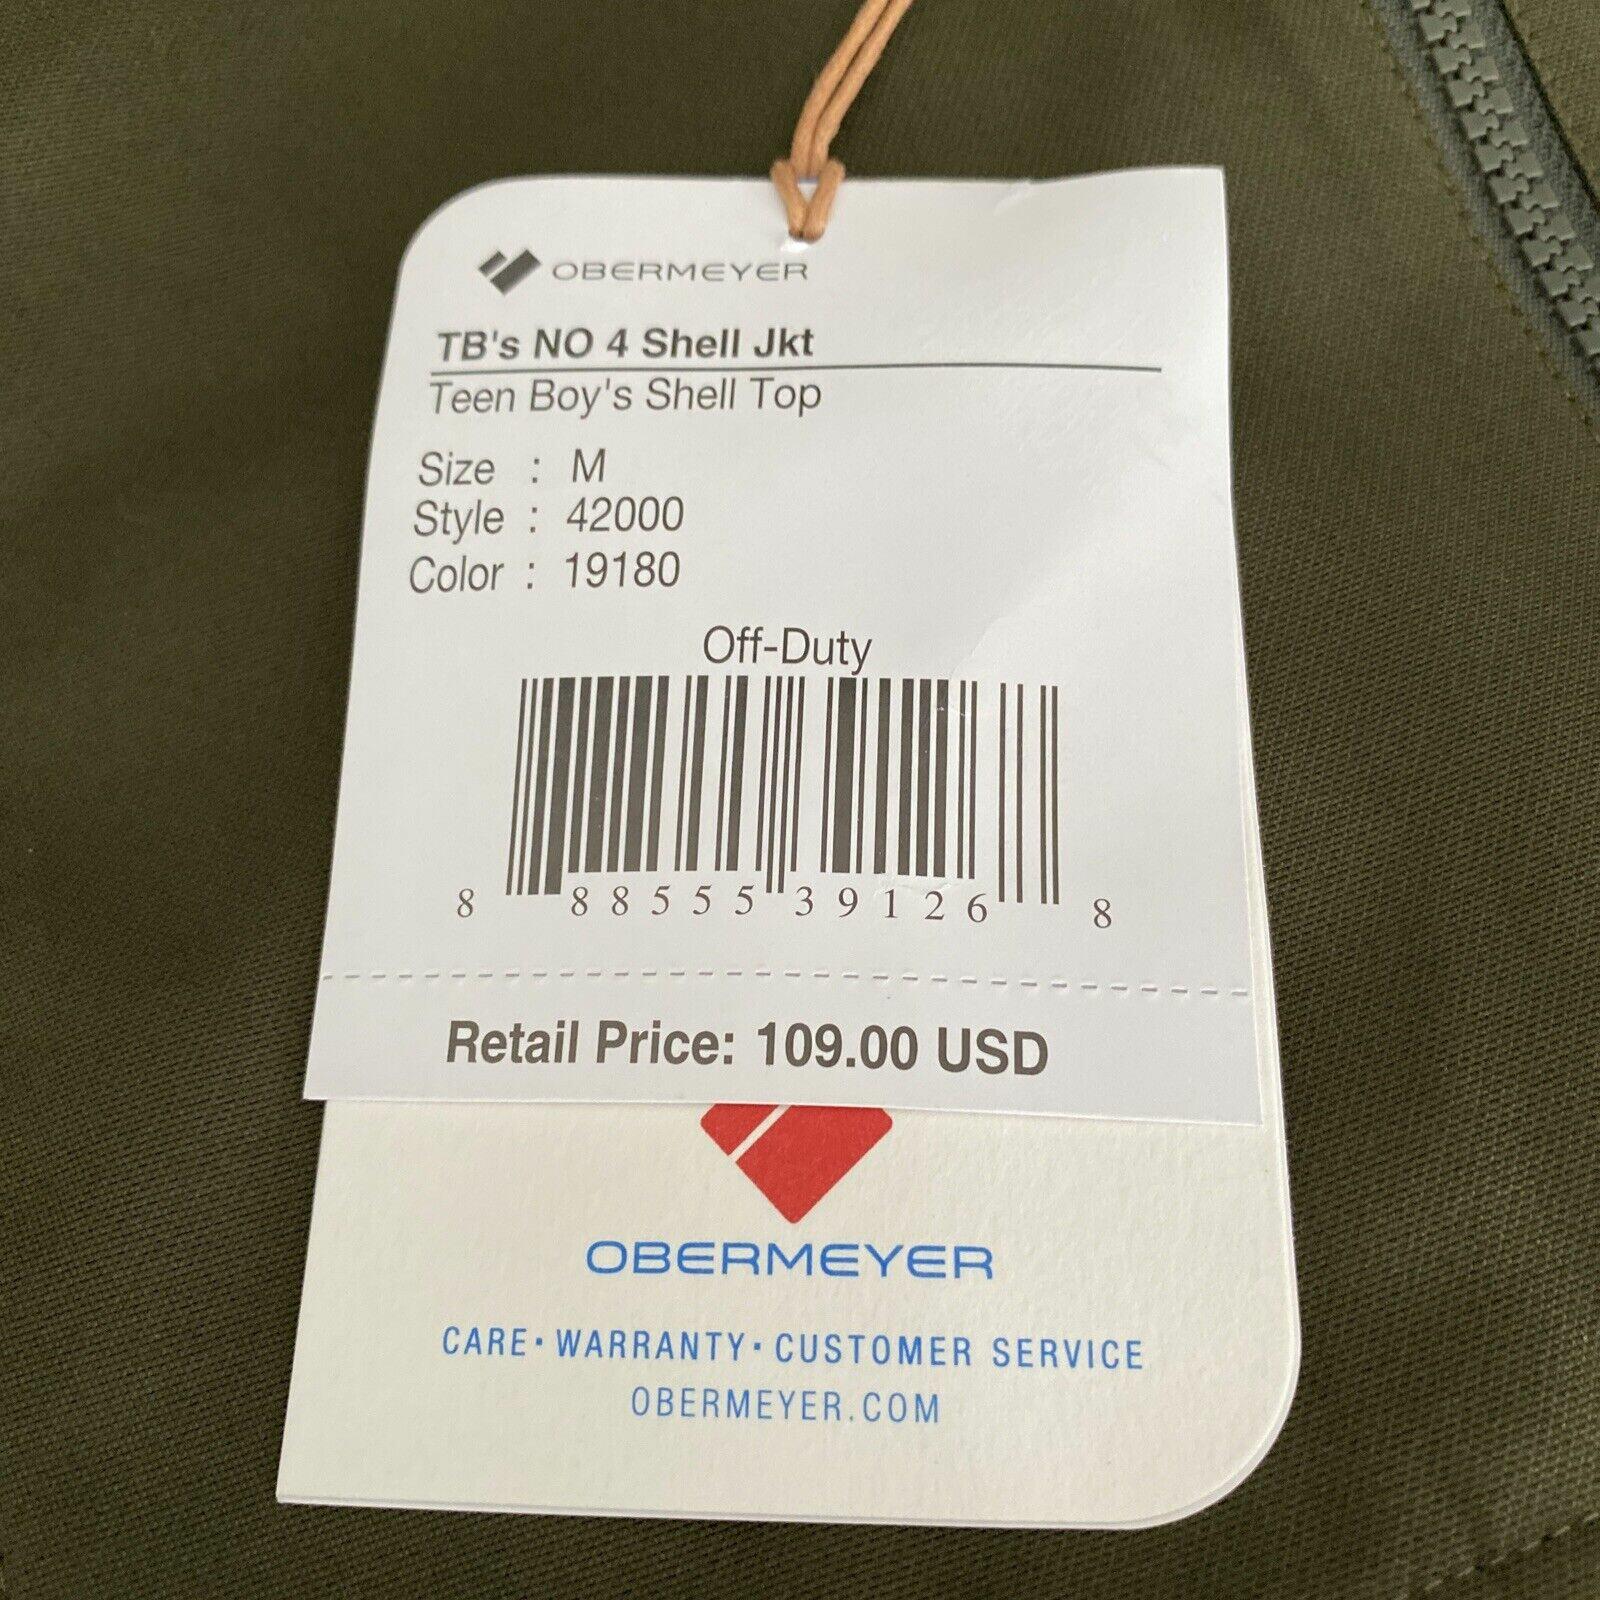 OBERMEYER
TB's NO 4 Shell Jkt
Teen Boy's Shell Top
Size : M
Style : 42000
Color : 19180
Off-Duty
8 88555 39126 8
Retail Price: 109.00 USD
OBERMEYER
CARE · WARRANTY · CUSTOMER SERVICE
OBERMEYER.COM